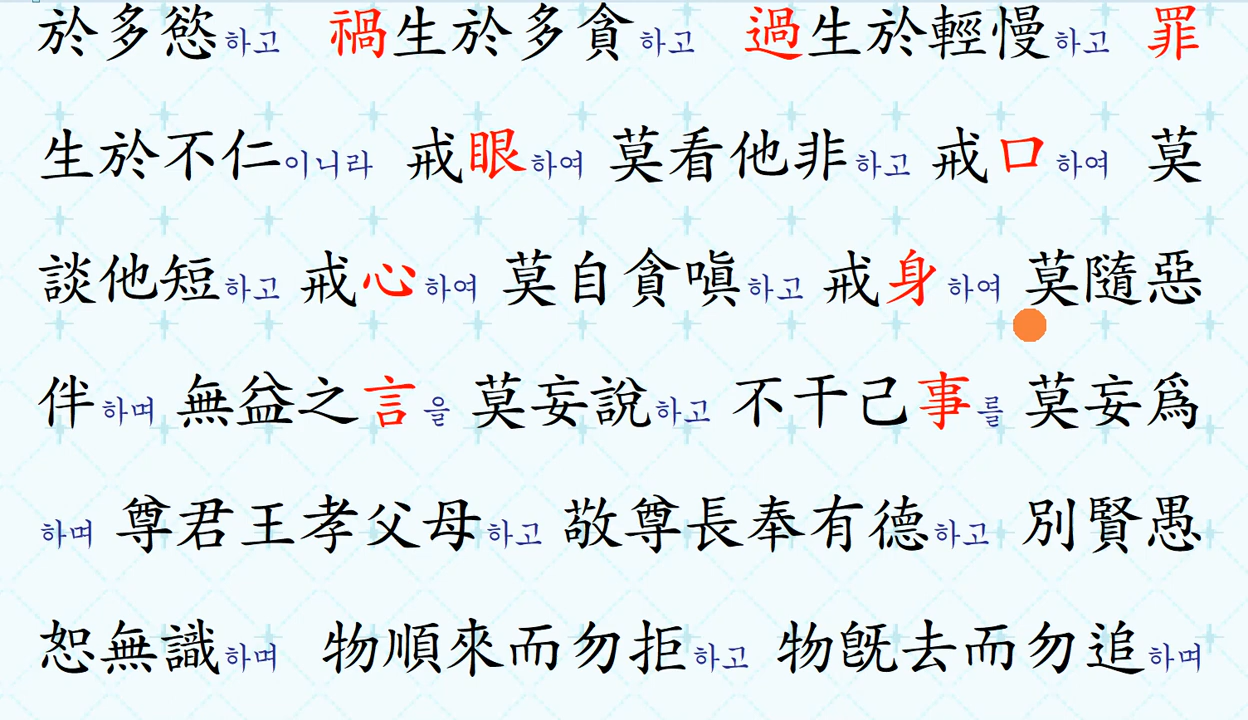 於多慾하고 禍生於多貪하고 過生於輕慢하고 罪
生於不仁이니라 戒眼하여 莫看他非하고 戒口하여 莫
談他短하고 戒心하여 莫自貪嗔하고 戒身하여 莫隨惡
伴하며 無益之言을 莫妄說하고 不干己事를 莫妄爲
하며 尊君王孝父母하고 敬尊長奉有德하고 別賢愚
恕無識하며 物順來而勿拒하고 物旣去而勿追하며